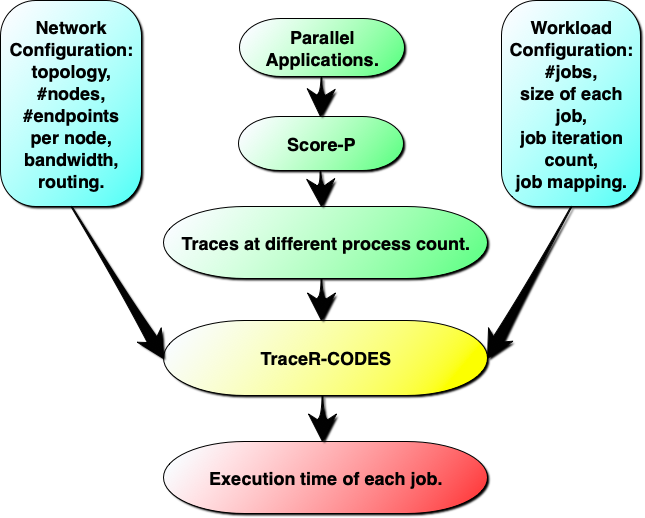 Network
Configuration:
topology,
#nodes,
#endpoints
per node,
bandwidth,
routing.
Parallel
Applications.
Score-P
Traces at different process count.
Workload
Configuration:
#jobs,
size of each
job,
job iteration
count,
job mapping.
TraceR-CODES
Execution time of each job.